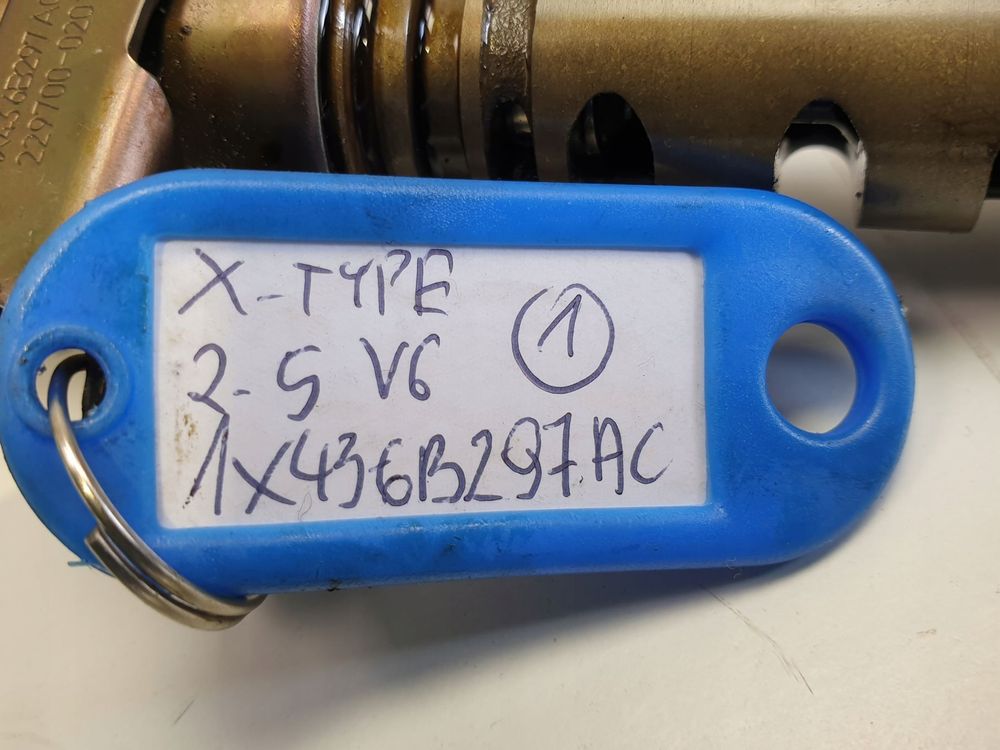 229700-020
X-TYPE
2-5 V6
1
1X436B297AC